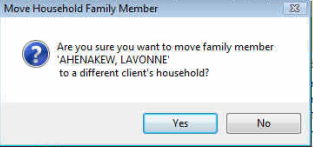 Move Household Family Member
Are you sure you want to move family member
'AHENAKEW, LAVONNE'
to a different client's household?
Yes
No